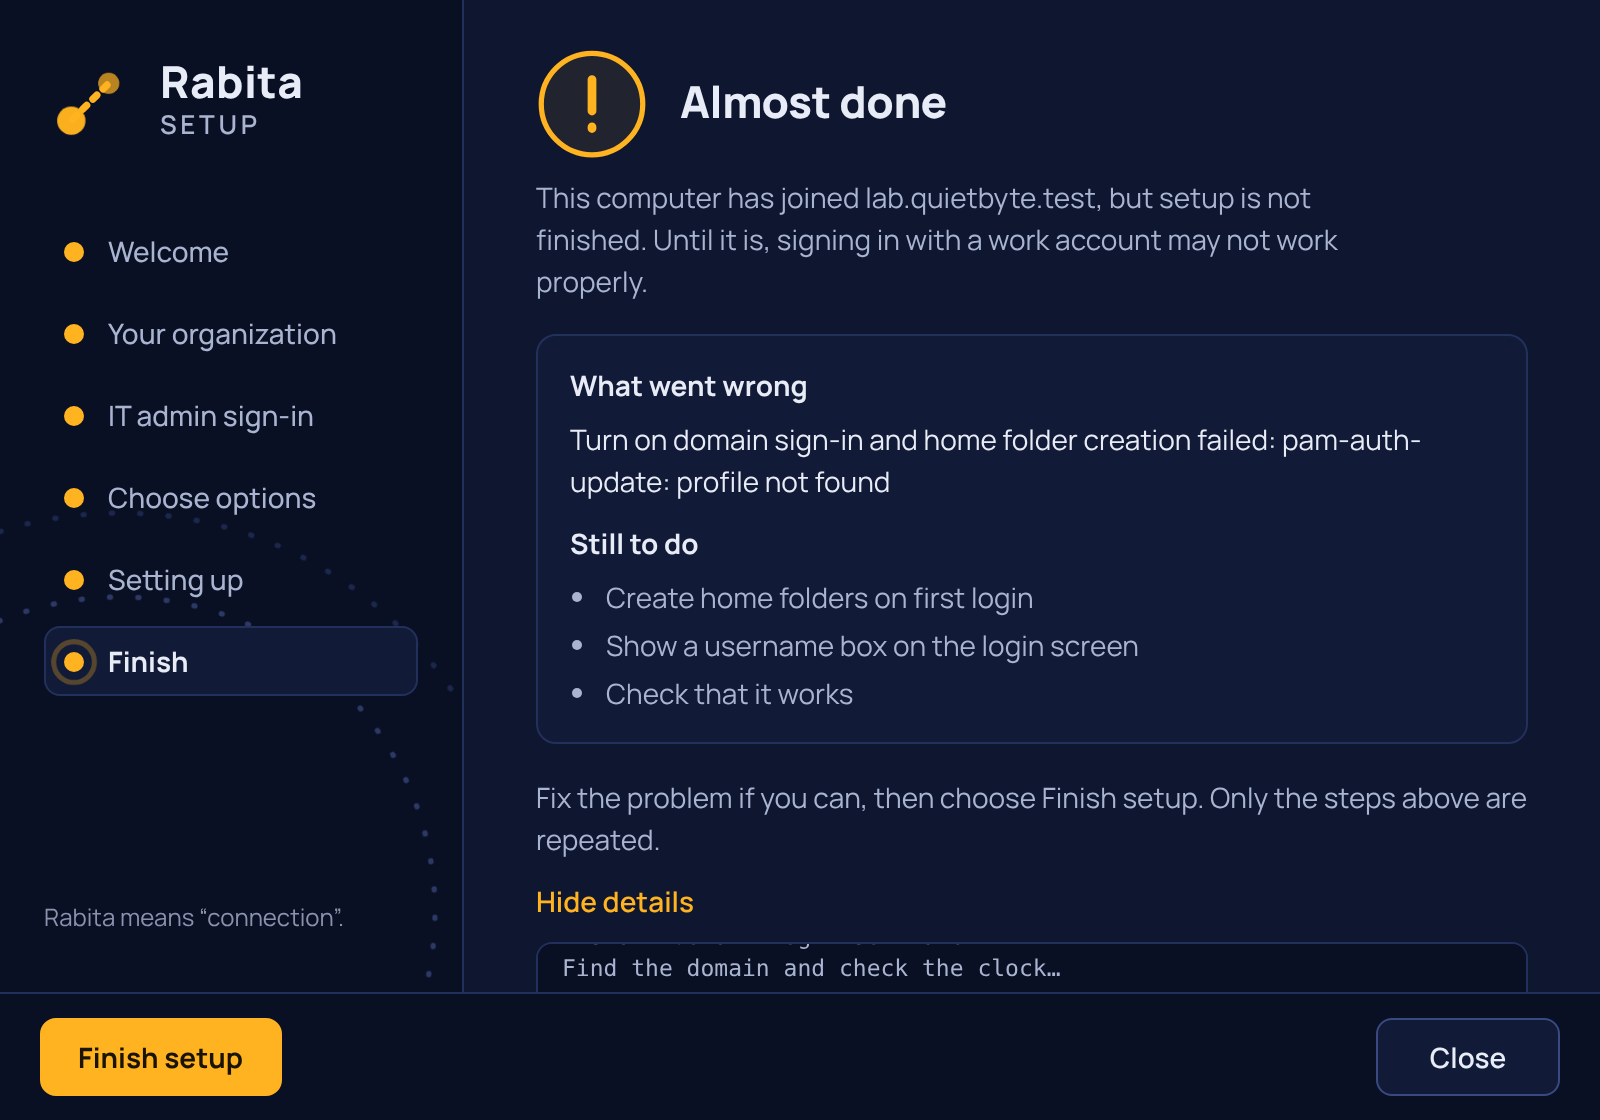 Rabita
SETUP
Welcome
Your organization
IT admin sign-in
Choose options
Setting up
Finish
Rabita means “connection”.
Almost done
This computer has joined lab.quietbyte.test, but setup is not
finished. Until it is, signing in with a work account may not work
properly.
What went wrong
Turn on domain sign-in and home folder creation failed: pam-auth-
update: profile not found
Still to do
Create home folders on first login
Show a username box on the login screen
Check that it works
Fix the problem if you can, then choose Finish setup. Only the steps above are
repeated.
Hide details
Find the domain and check the clock…
Finish setup
Close